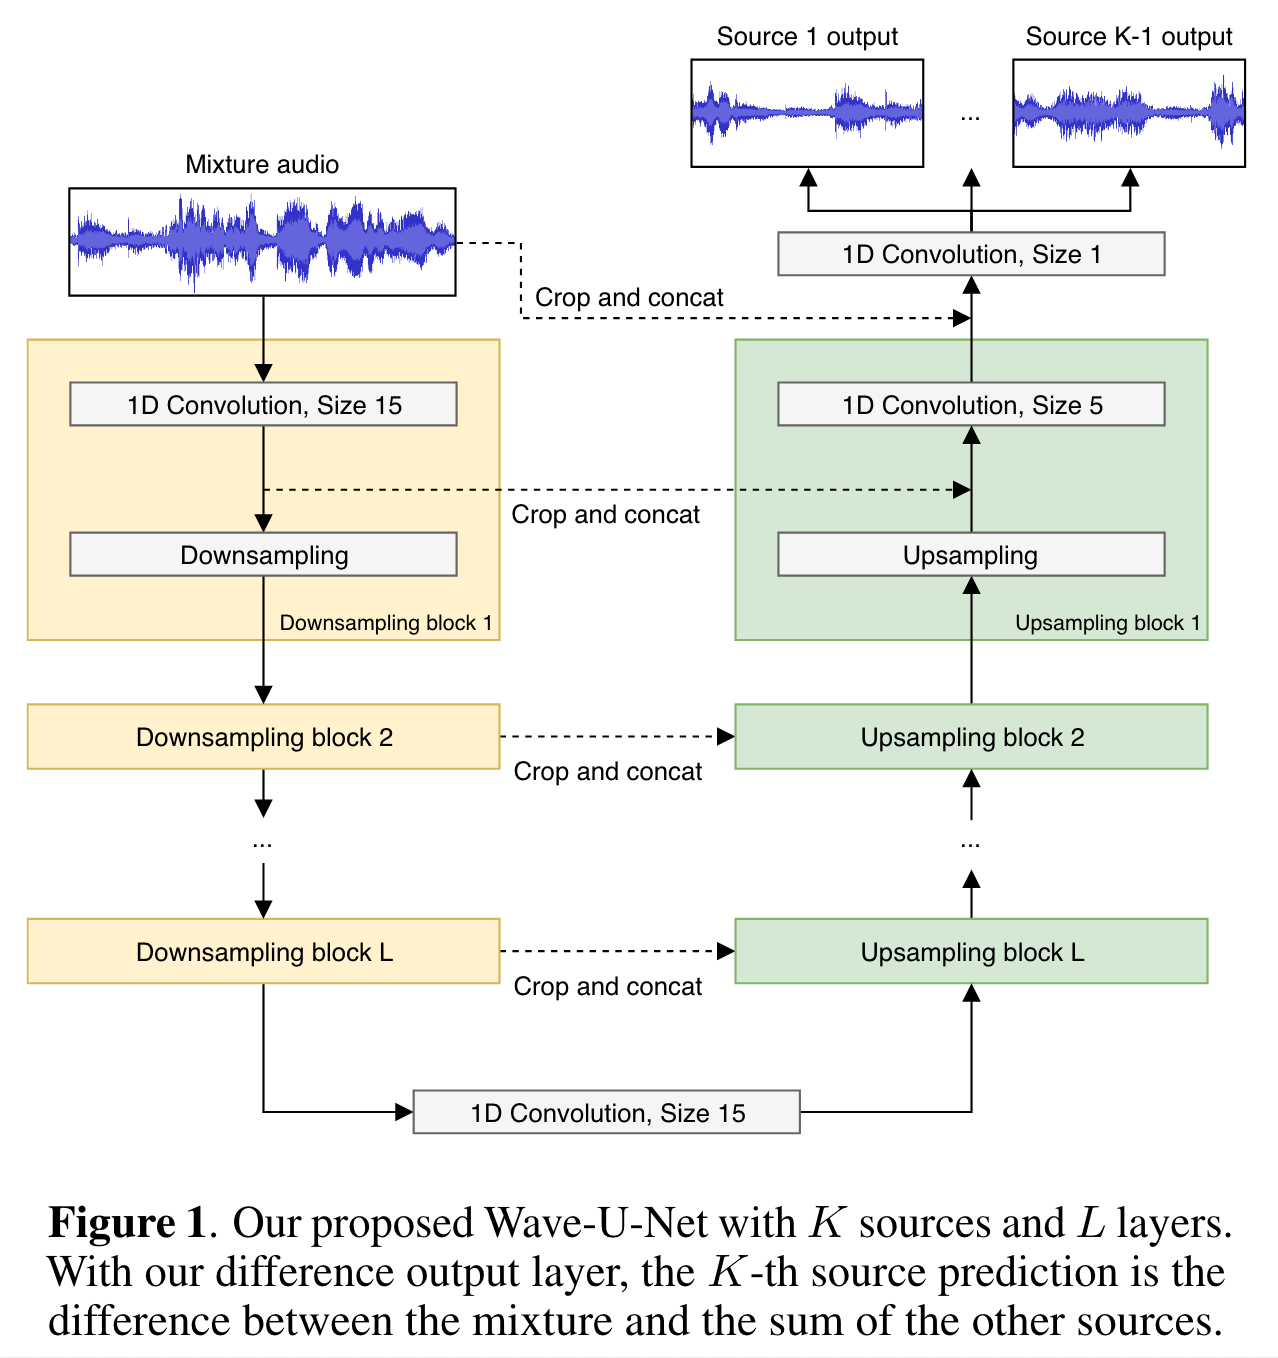 Source 1 output
Source K-1 output
...
Mixture audio
1D Convolution, Size 1
Crop and concat
1D Convolution, Size 15
1D Convolution, Size 5
Crop and concat
Downsampling
Upsampling
Downsampling block 1
Upsampling block 1
Downsampling block 2
Upsampling block 2
Crop and concat
...
...
Downsampling block L
Upsampling block L
Crop and concat
1D Convolution, Size 15
Figure 1. Our proposed Wave-U-Net with K sources and L layers.
With our difference output layer, the K-th source prediction is the
difference between the mixture and the sum of the other sources.